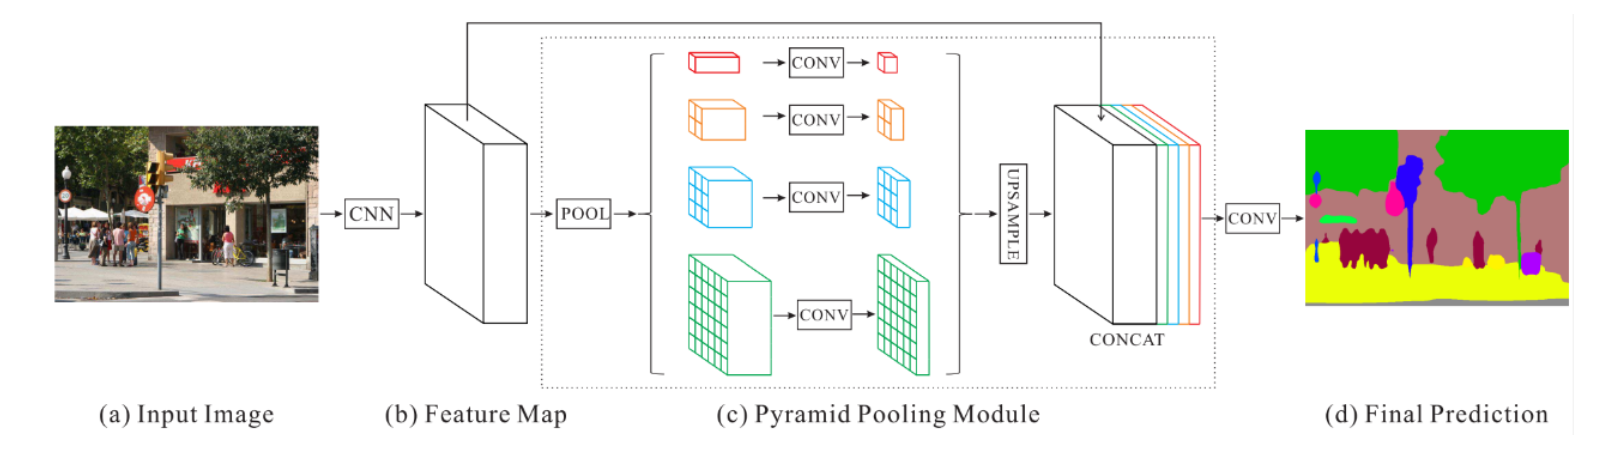 CNN
POOL
CONV
CONV
CONV
CONV
UPSAMPLE
CONCAT
CONV
(a) Input Image
(b) Feature Map
(c) Pyramid Pooling Module
(d) Final Prediction